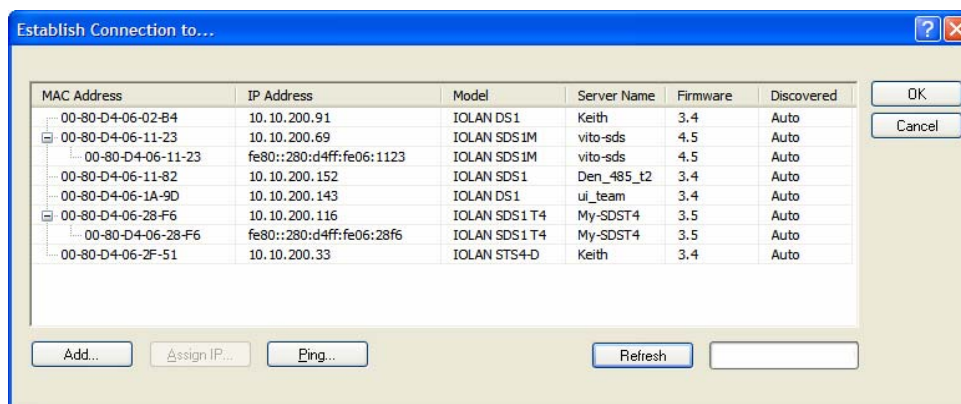 Establish Connection to...
MAC Address IP Address Model Server Name Firmware Discovered
00-80-D4-06-02-B4 10.10.200.91 IOLAN DS1 Keith 3.4 Auto
00-80-D4-06-11-23 10.10.200.69 IOLAN SDS1M vito-sds 4.5 Auto
00-80-D4-06-11-23 fe80::280:d4ff:fe06:1123 IOLAN SDS1M vito-sds 4.5 Auto
00-80-D4-06-11-82 10.10.200.152 IOLAN SDS1 Den_485_t2 3.4 Auto
00-80-D4-06-1A-9D 10.10.200.143 IOLAN DS1 ui_team 3.4 Auto
00-80-D4-06-28-F6 10.10.200.116 IOLAN SDS1 T4 My-SDST4 3.5 Auto
00-80-D4-06-28-F6 fe80::280:d4ff:fe06:28f6 IOLAN SDS1 T4 My-SDST4 3.5 Auto
00-80-D4-06-2F-51 10.10.200.33 IOLAN STS4-D Keith 3.4 Auto
OK
Cancel
Add... Assign IP... Ping... Refresh